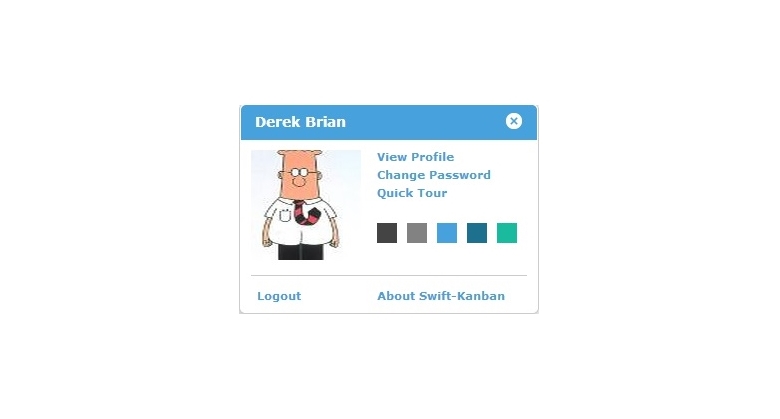 Derek Brian
View Profile
Change Password
Quick Tour
Logout
About Swift-Kanban